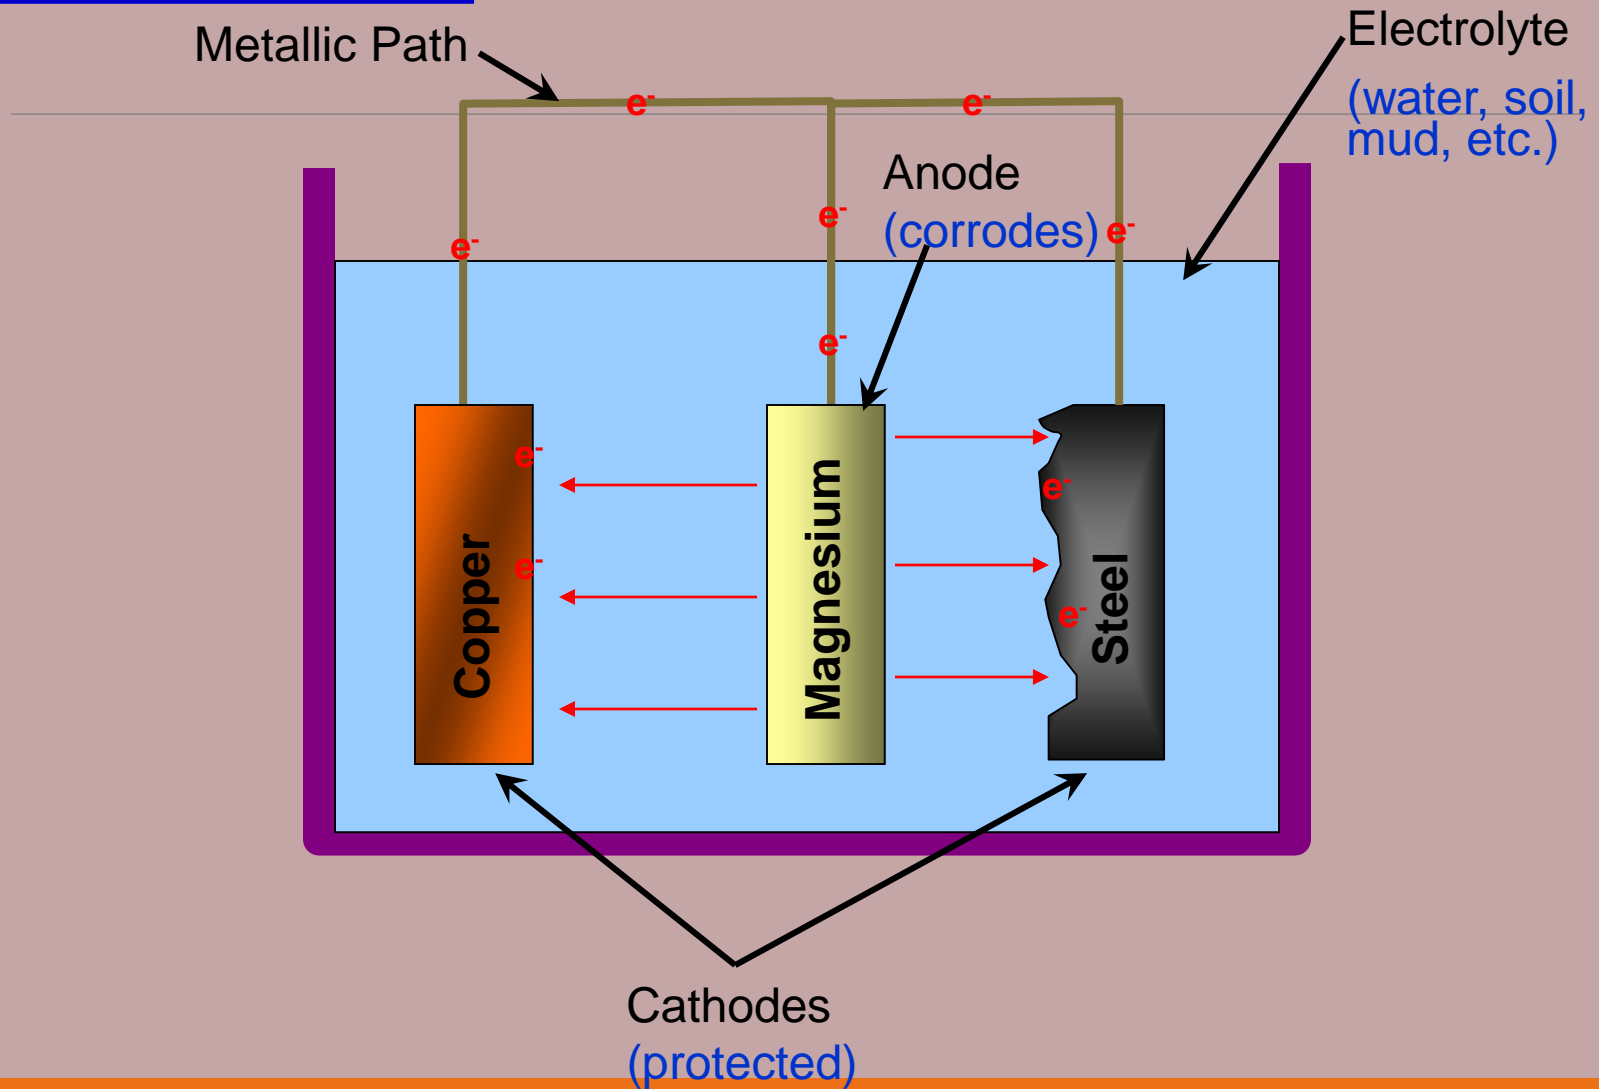 Metallic Path
Electrolyte
(water, soil,
mud, etc.)
e-
e-
Anode
(corrodes)
e-
e-
e-
e-
e-
e-
e-
e-
Copper
Magnesium
Steel
Cathodes
(protected)